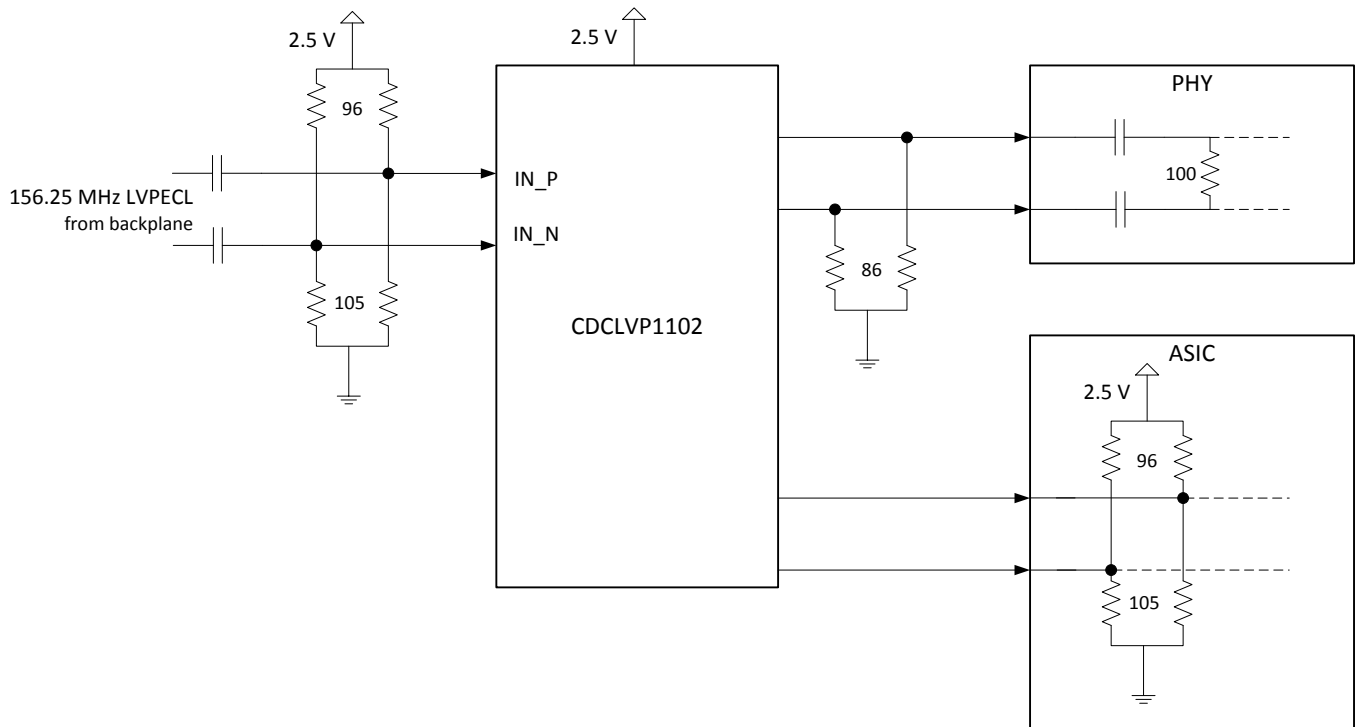 2.5 V
96
156.25 MHz LVPECL
from backplane
105
2.5 V
IN_P
IN_N
CDCLVP1102
86
PHY
100
ASIC
2.5 V
96
105